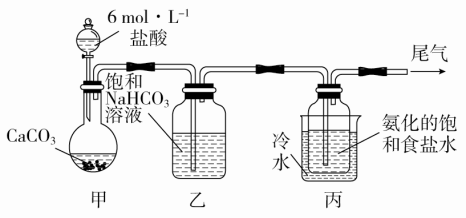 6 mol·L⁻¹
盐酸
尾气
饱和
NaHCO₃
溶液
CaCO₃
冷
水
氨化的饱
和食盐水
甲
乙
丙